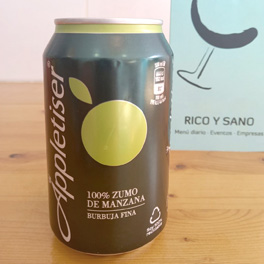 Appletiser
100% ZUMO
DE MANZANA
BURBUJA FINA
RICO Y SANO
Menú diario · Eventos · Empresas